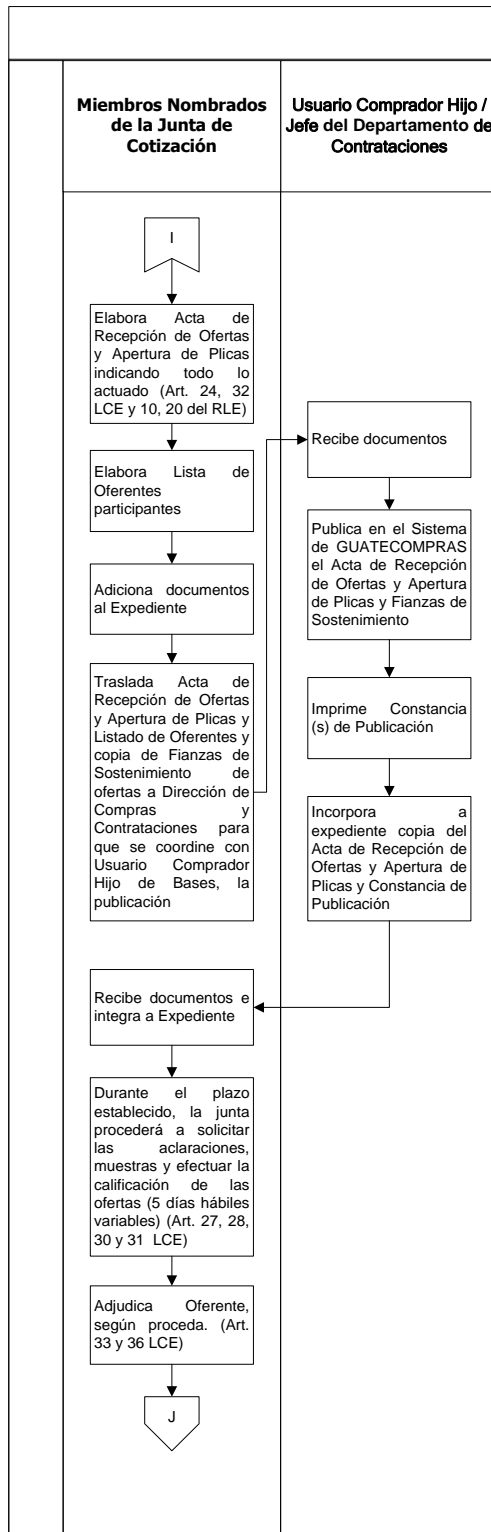 Miembros Nombrados
de la Junta de
Cotización
Usuario Comprador Hijo /
Jefe del Departamento de
Contrataciones
I
Elabora Acta de
Recepción de Ofertas
y Apertura de Plicas
indicando todo lo
actuado (Art. 24, 32
LCE y 10, 20 del RLE)
Elabora Lista de
Oferentes
participantes
Adiciona documentos
al Expediente
Traslada Acta de
Recepción de Ofertas
y Apertura de Plicas y
Listado de Oferentes y
copia de Fianzas de
Sostenimiento de
ofertas a Dirección de
Compras y
Contrataciones para
que se coordine con
Usuario Comprador
Hijo de Bases, la
publicación
Recibe documentos
Publica en el Sistema
de GUATECOMPRAS
el Acta de Recepción
de Ofertas y Apertura
de Plicas y Fianzas de
Sostenimiento
Imprime Constancia
(s) de Publicación
Incorpora a
expediente copia del
Acta de Recepción de
Ofertas y Apertura de
Plicas y Constancia de
Publicación
Recibe documentos e
integra a Expediente
Durante el plazo
establecido, la junta
procederá a solicitar
las aclaraciones,
muestras y efectuar la
calificación de las
ofertas (5 días hábiles
variables) (Art. 27, 28,
30 y 31 LCE)
Adjudica Oferente,
según proceda. (Art.
33 y 36 LCE)
J